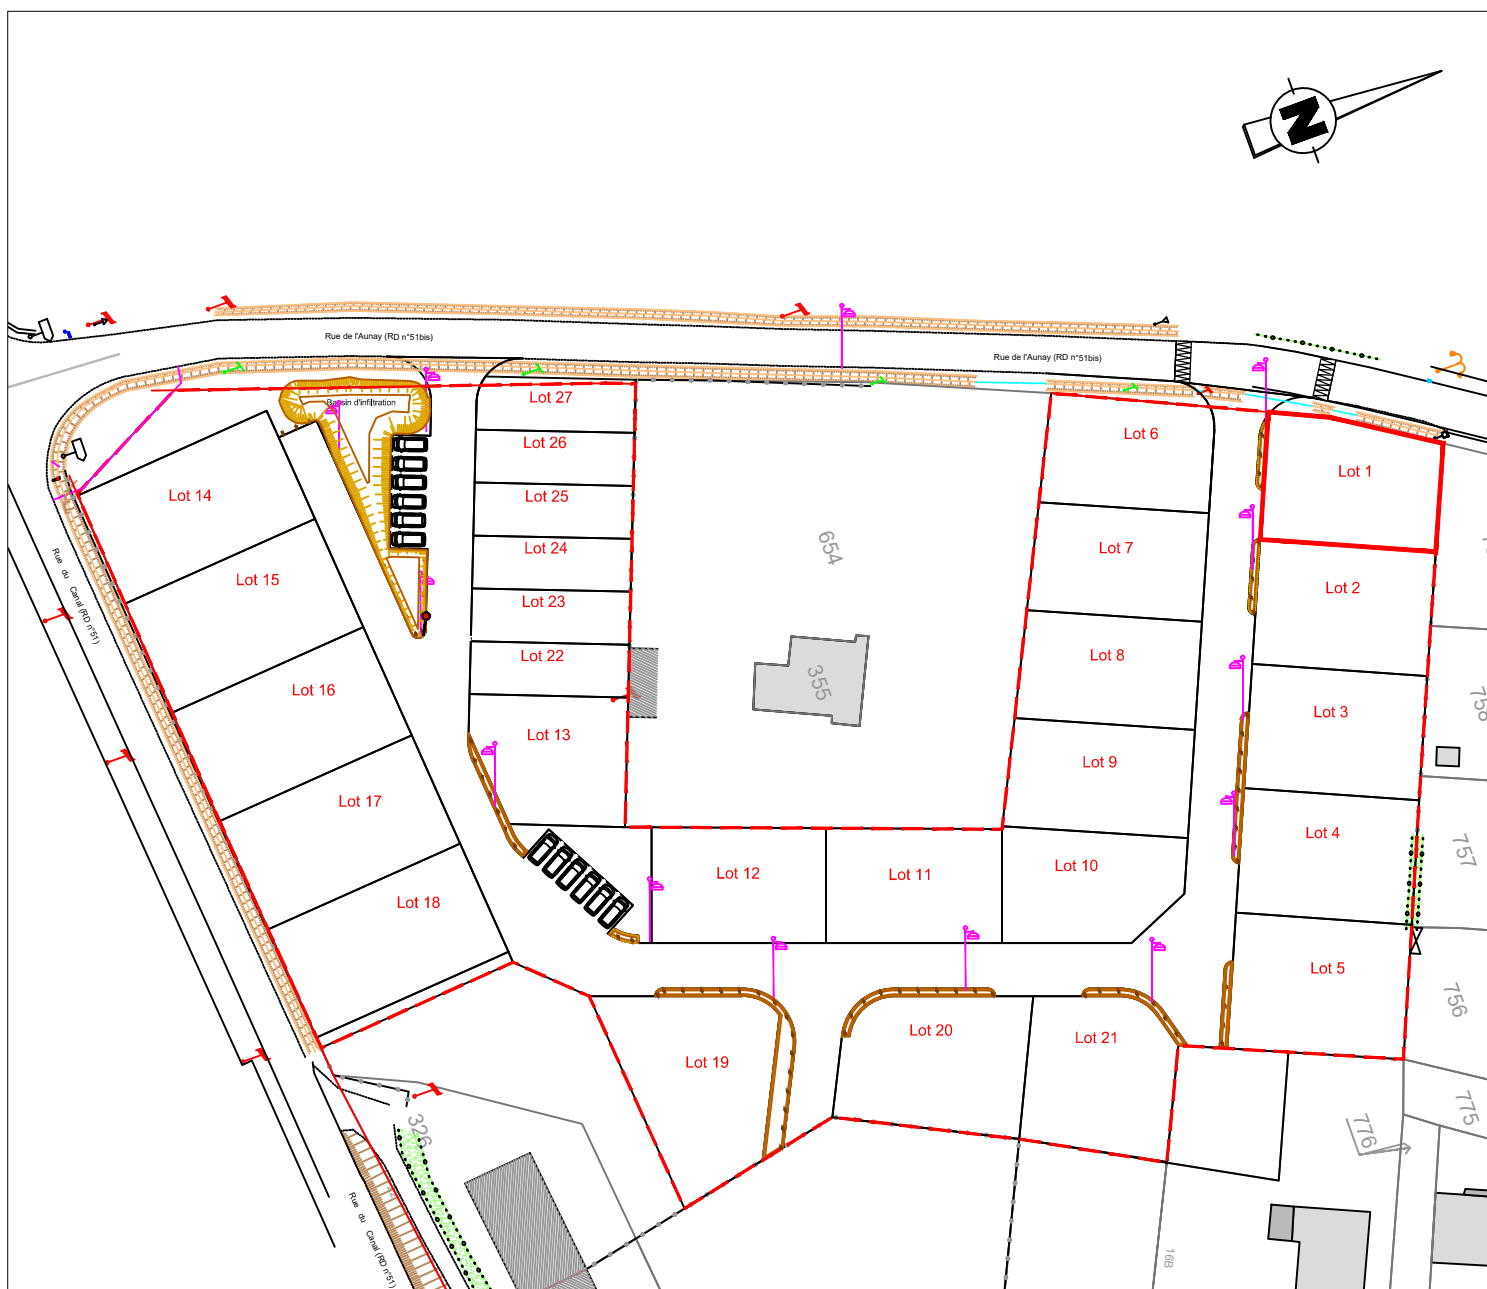 N
Rue de l'Aunay (RD n°51bis)
Rue de l'Aunay (RD n°51bis)
Bassin d'infiltration
Lot 27
Lot 26
Lot 25
Lot 24
Lot 23
Lot 22
Lot 13
Lot 14
Lot 15
Lot 16
Lot 17
Lot 18
Rue du Canal (RD n°51)
654
355
Lot 6
Lot 7
Lot 8
Lot 9
Lot 10
Lot 11
Lot 12
Lot 1
Lot 2
Lot 3
Lot 4
Lot 5
758
757
756
775
776
Lot 19
Lot 20
Lot 21
326
Rue du Canal (RD n°51)
16B